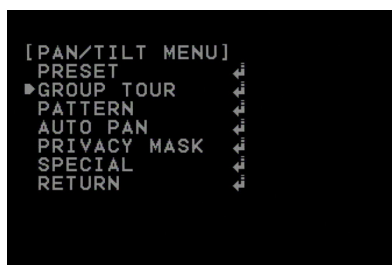 [PAN/TILT MENU]
PRESET
GROUP TOUR
PATTERN
AUTO PAN
PRIVACY MASK
SPECIAL
RETURN